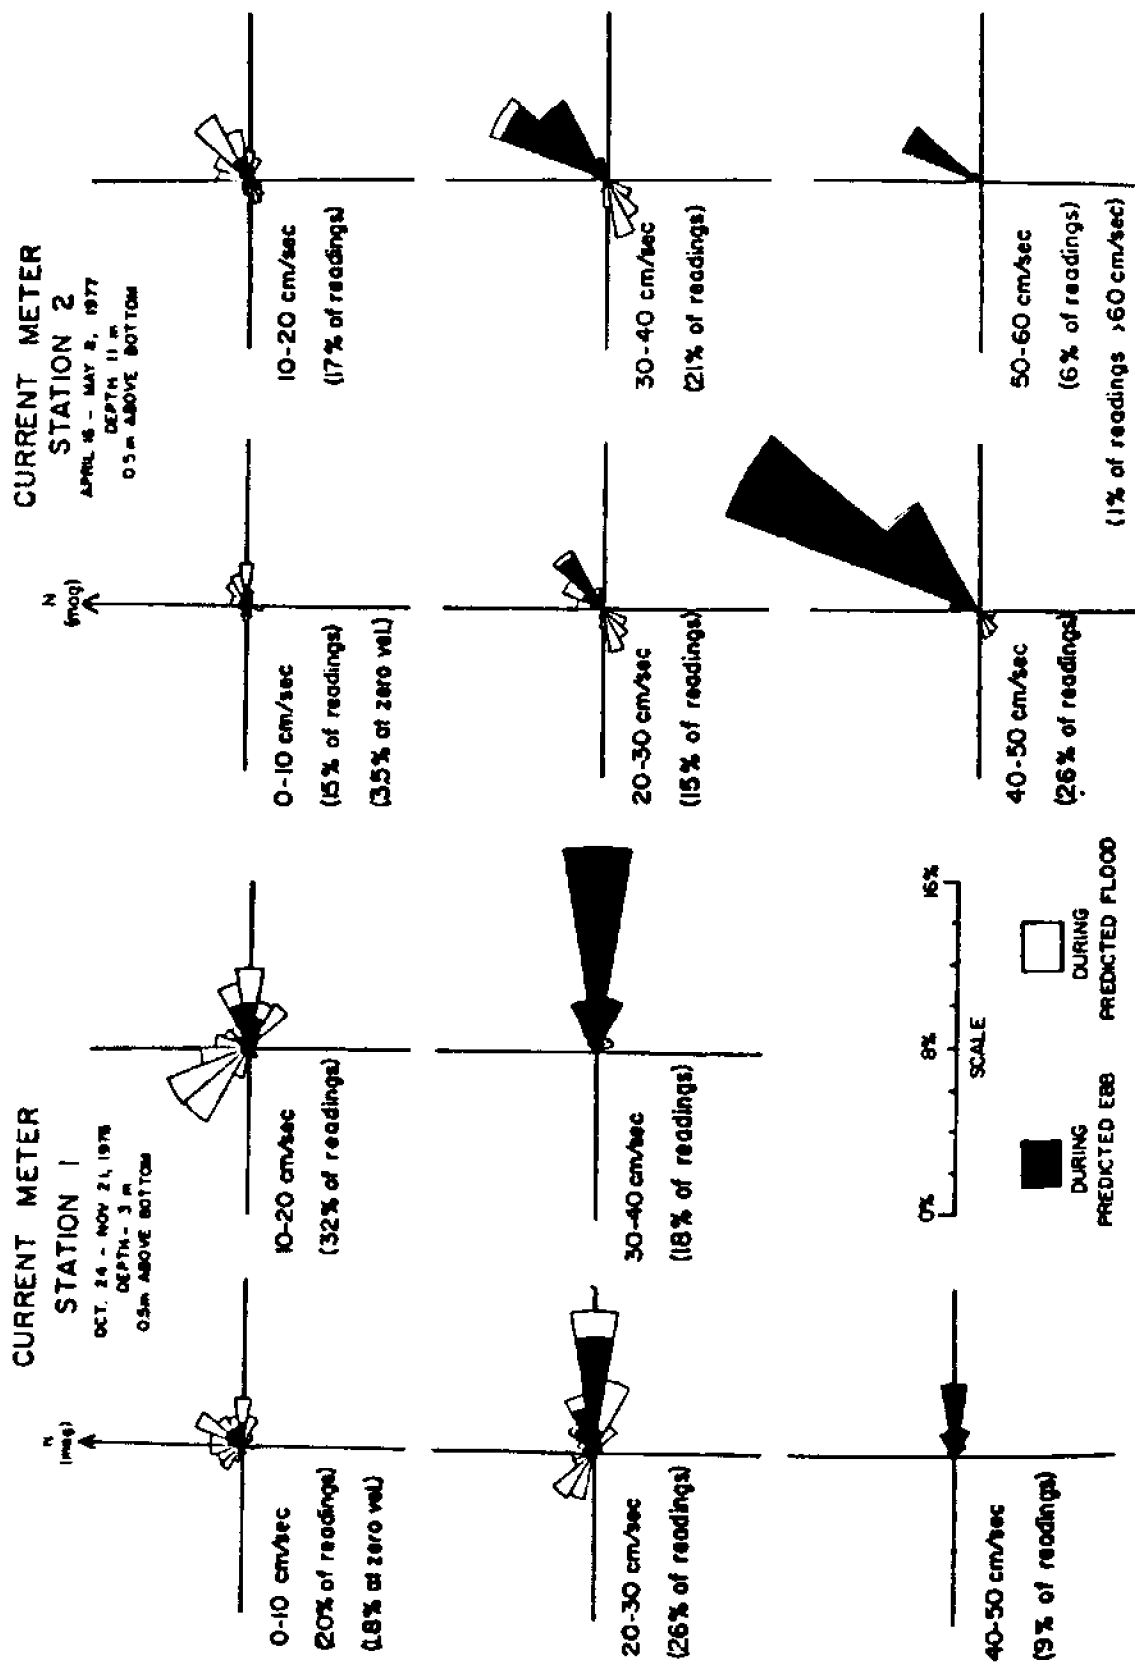 CURRENT METER
STATION 1
OCT. 24 - NOV 21, 1975
DEPTH - 3 m
0.5m ABOVE BOTTOM
N
(mag)
0-10 cm/sec
(20% of readings)
(1.8% at zero vel.)
10-20 cm/sec
(32% of readings)
20-30 cm/sec
(26% of readings)
30-40 cm/sec
(18% of readings)
40-50 cm/sec
(9% of readings)
0% 8% 16%
SCALE
DURING
PREDICTED EBB
DURING
PREDICTED FLOOD
CURRENT METER
STATION 2
APRIL 16 - MAY 2, 1977
DEPTH 11 m
0.5m ABOVE BOTTOM
N
(mag)
0-10 cm/sec
(15% of readings)
(3.5% at zero vel.)
10-20 cm/sec
(17% of readings)
20-30 cm/sec
(15% of readings)
30-40 cm/sec
(21% of readings)
40-50 cm/sec
(26% of readings)
50-60 cm/sec
(6% of readings)
(1% of readings >60 cm/sec)